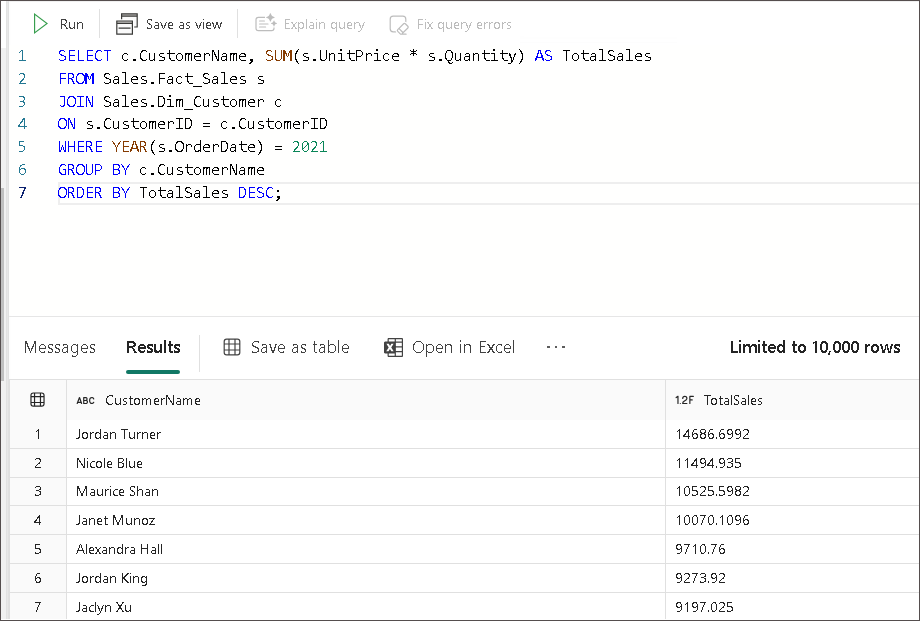 Run Save as view Explain query Fix query errors
1 SELECT c.CustomerName, SUM(s.UnitPrice * s.Quantity) AS TotalSales
2 FROM Sales.Fact_Sales s
3 JOIN Sales.Dim_Customer c
4 ON s.CustomerID = c.CustomerID
5 WHERE YEAR(s.OrderDate) = 2021
6 GROUP BY c.CustomerName
7 ORDER BY TotalSales DESC;
Messages Results Save as table Open in Excel ... Limited to 10,000 rows
ABC CustomerName 1.2F TotalSales
1 Jordan Turner 14686.6992
2 Nicole Blue 11494.935
3 Maurice Shan 10525.5982
4 Janet Munoz 10070.1096
5 Alexandra Hall 9710.76
6 Jordan King 9273.92
7 Jaclyn Xu 9197.025